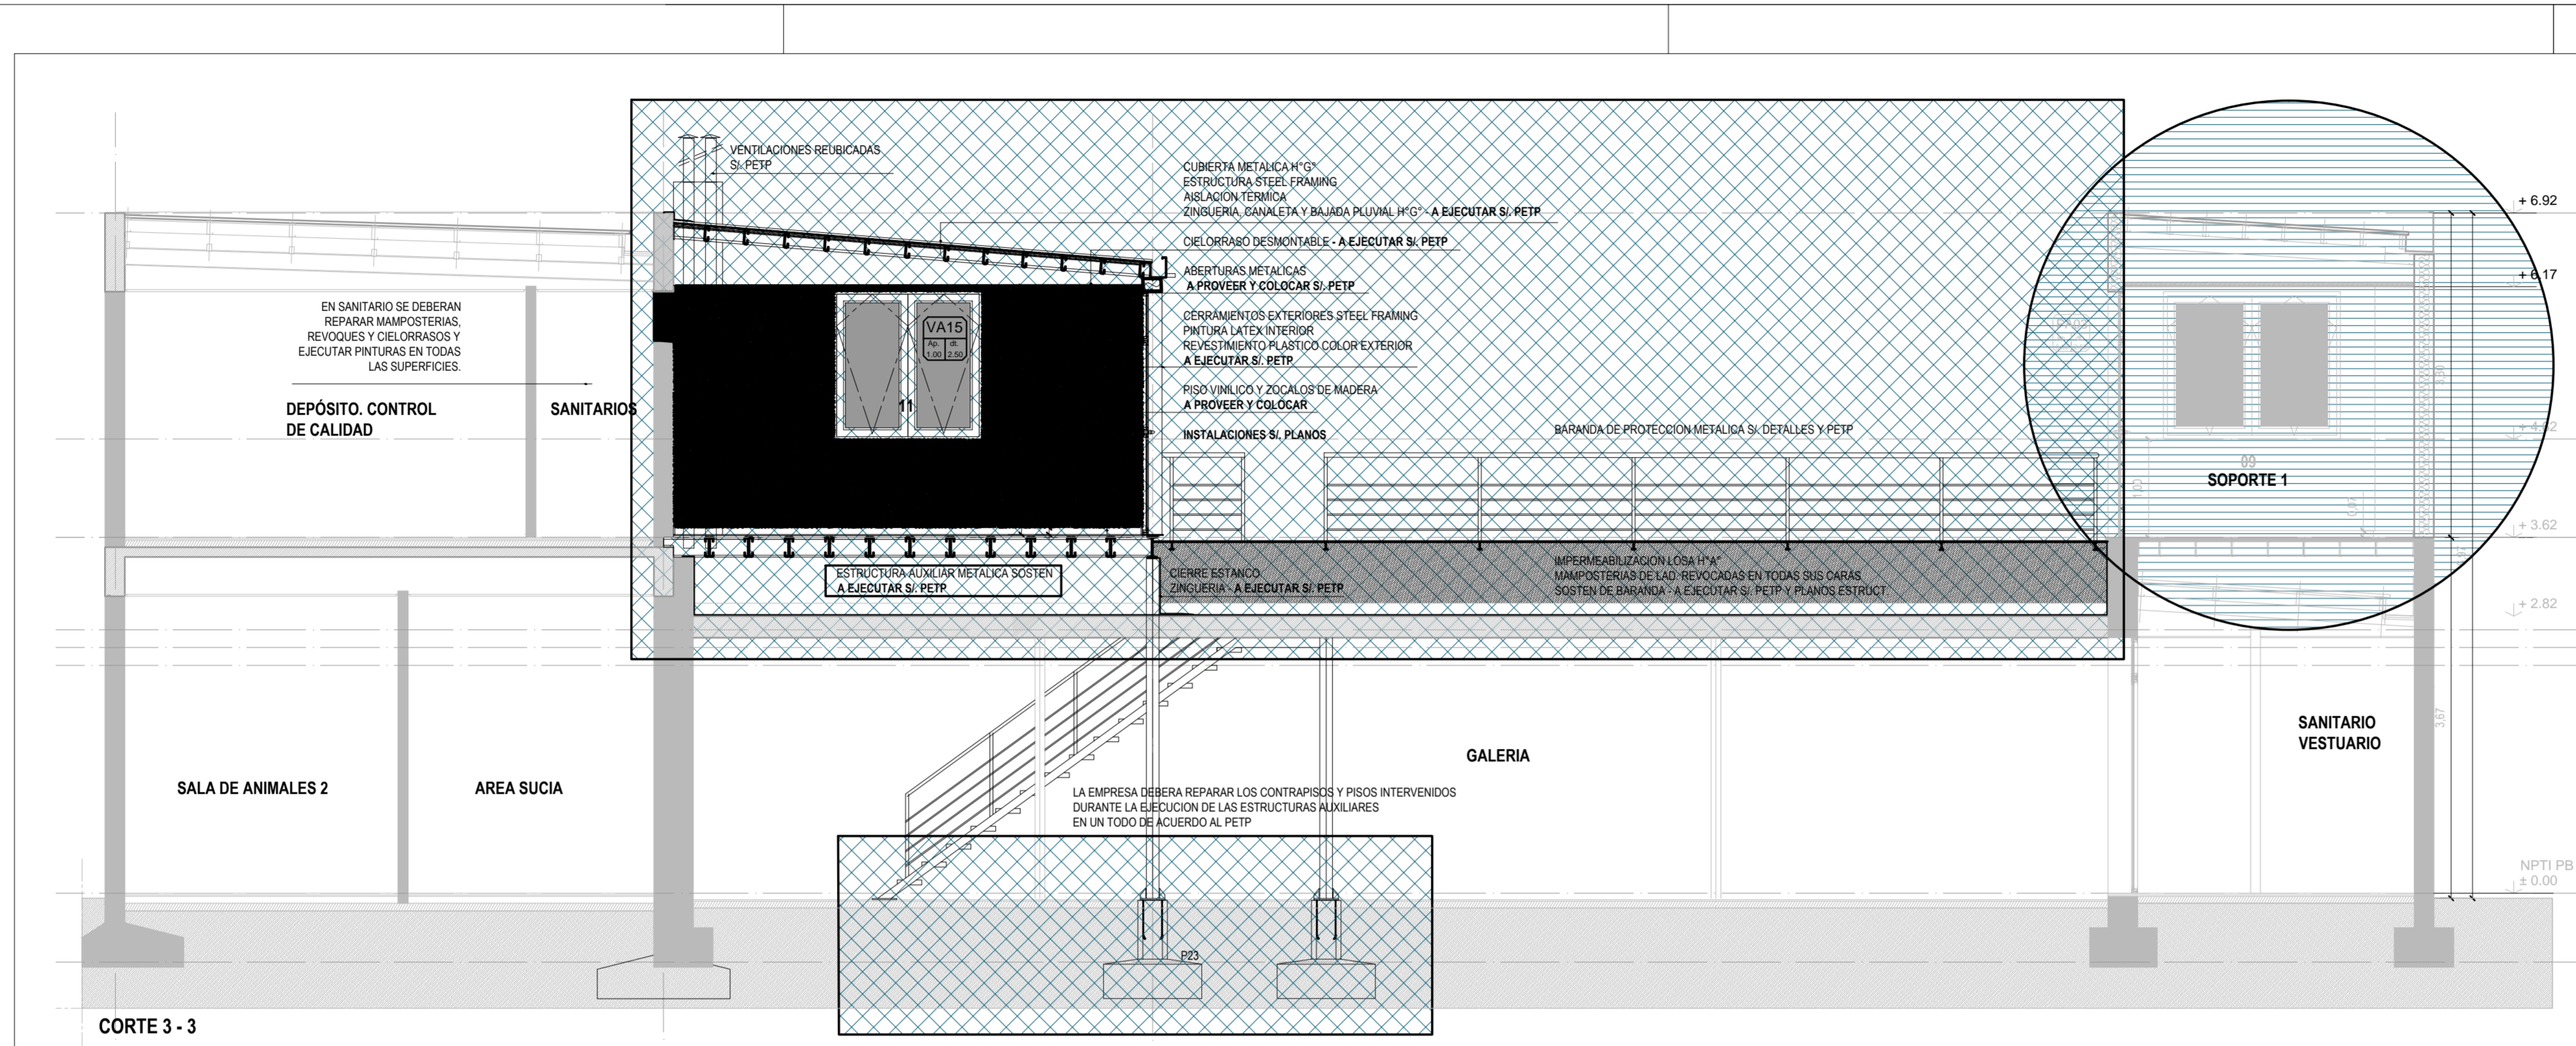 VENTILACIONES REUBICADAS
S/. PETP
CUBIERTA METALICA H°G°
ESTRUCTURA STEEL FRAMING
AISLACION TERMICA
ZINGUERIA, CANALETA Y BAJADA PLUVIAL H°G° - A EJECUTAR S/. PETP
CIELORRASO DESMONTABLE - A EJECUTAR S/. PETP
ABERTURAS METALICAS
A PROVEER Y COLOCAR S/. PETP
CERRAMIENTOS EXTERIORES STEEL FRAMING
PINTURA LATEX INTERIOR
REVESTIMIENTO PLASTICO COLOR EXTERIOR
A EJECUTAR S/. PETP
PISO VINILICO Y ZOCALOS DE MADERA
A PROVEER Y COLOCAR
INSTALACIONES S/. PLANOS
BARANDA DE PROTECCION METALICA S/. DETALLES Y PETP
EN SANITARIO SE DEBERAN
REPARAR MAMPOSTERIAS,
REVOQUES Y CIELORRASOS Y
EJECUTAR PINTURAS EN TODAS
LAS SUPERFICIES.
DEPÓSITO. CONTROL
DE CALIDAD
SANITARIOS
VA15
Ap. dt.
1.00 2.50
11
+ 6.92
+ 6.17
09
SOPORTE 1
1,00
+ 3.62
+ 2.82
ESTRUCTURA AUXILIAR METALICA SOSTEN
A EJECUTAR S/. PETP
CIERRE ESTANCO
ZINGUERIA - A EJECUTAR S/. PETP
IMPERMEABILIZACION LOSA H°A°
MAMPOSTERIAS DE LAD. REVOCADAS EN TODAS SUS CARAS
SOSTEN DE BARANDA - A EJECUTAR S/. PETP Y PLANOS ESTRUCT.
SALA DE ANIMALES 2
AREA SUCIA
GALERIA
SANITARIO
VESTUARIO
3,67
LA EMPRESA DEBERA REPARAR LOS CONTRAPISOS Y PISOS INTERVENIDOS
DURANTE LA EJECUCION DE LAS ESTRUCTURAS AUXILIARES
EN UN TODO DE ACUERDO AL PETP
NPTI PB
± 0.00
P23
CORTE 3 - 3